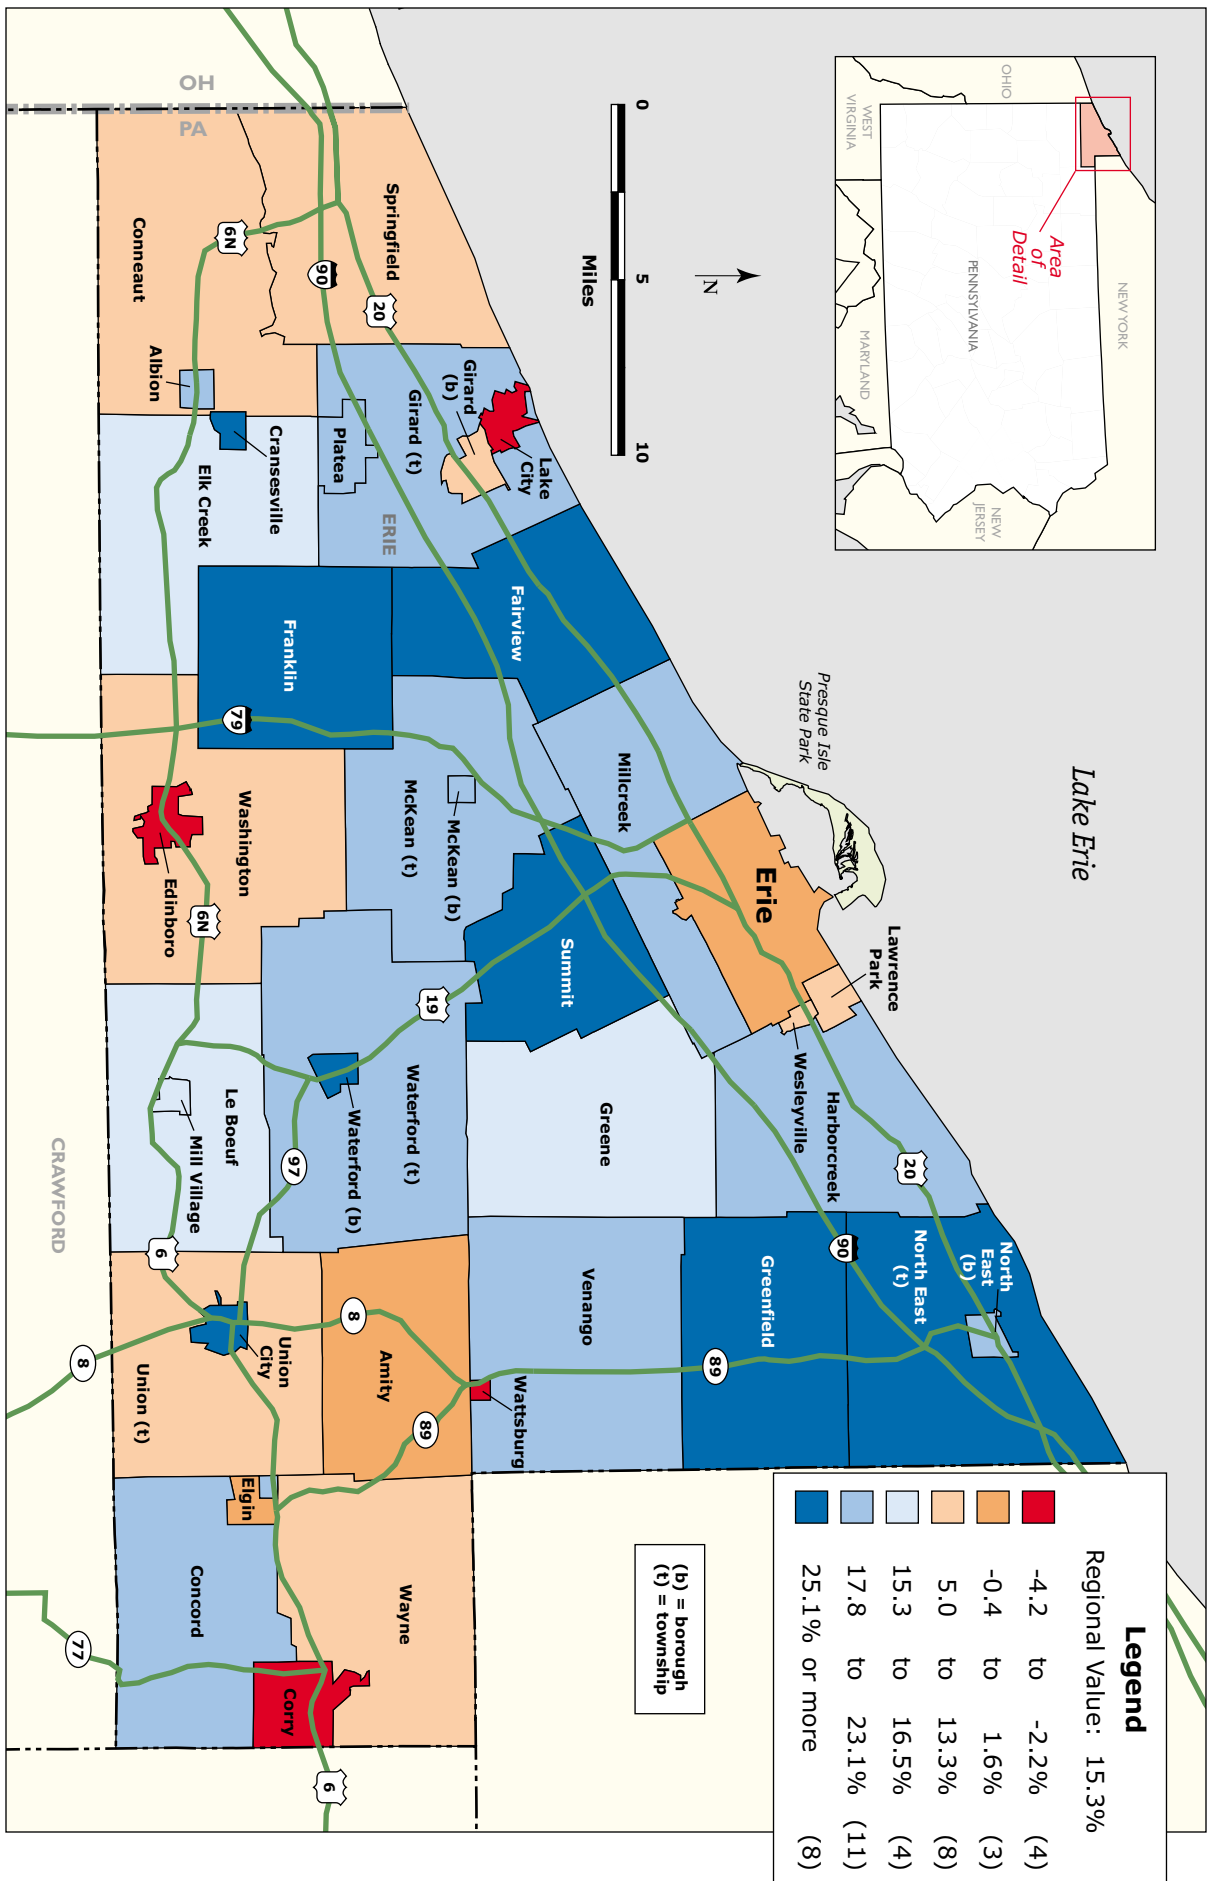 Legend
Regional Value: 15.3%
-4.2 to -2.2% (4)
-0.4 to 1.6% (3)
5.0 to 13.3% (8)
15.3 to 16.5% (4)
17.8 to 23.1% (11)
25.1% or more (8)
(b) = borough
(t) = township
NEW YORK
OHIO
PENNSYLVANIA
WEST
VIRGINIA
MARYLAND
NEW
JERSEY
Area
of
Detail
N
0 5 10
Miles
Lake Erie
Presque Isle
State Park
OH
PA
ERIE
CRAWFORD
Springfield
Conneaut
Albion
Cranesville
Elk Creek
Platea
Girard (t)
Girard
(b)
Lake
City
Fairview
Franklin
Washington
Edinboro
McKean (t)
McKean (b)
Millcreek
Erie
Lawrence
Park
Wesleyville
Harborcreek
Summit
Greene
Waterford (t)
Waterford (b)
Le Boeuf
Mill Village
North
East
(b)
North East
(t)
Greenfield
Venango
Wattsburg
Amity
Union
City
Union (t)
Elgin
Concord
Wayne
Corry
6N
90
20
79
6N
19
97
20
90
89
8
89
6
8
77
6